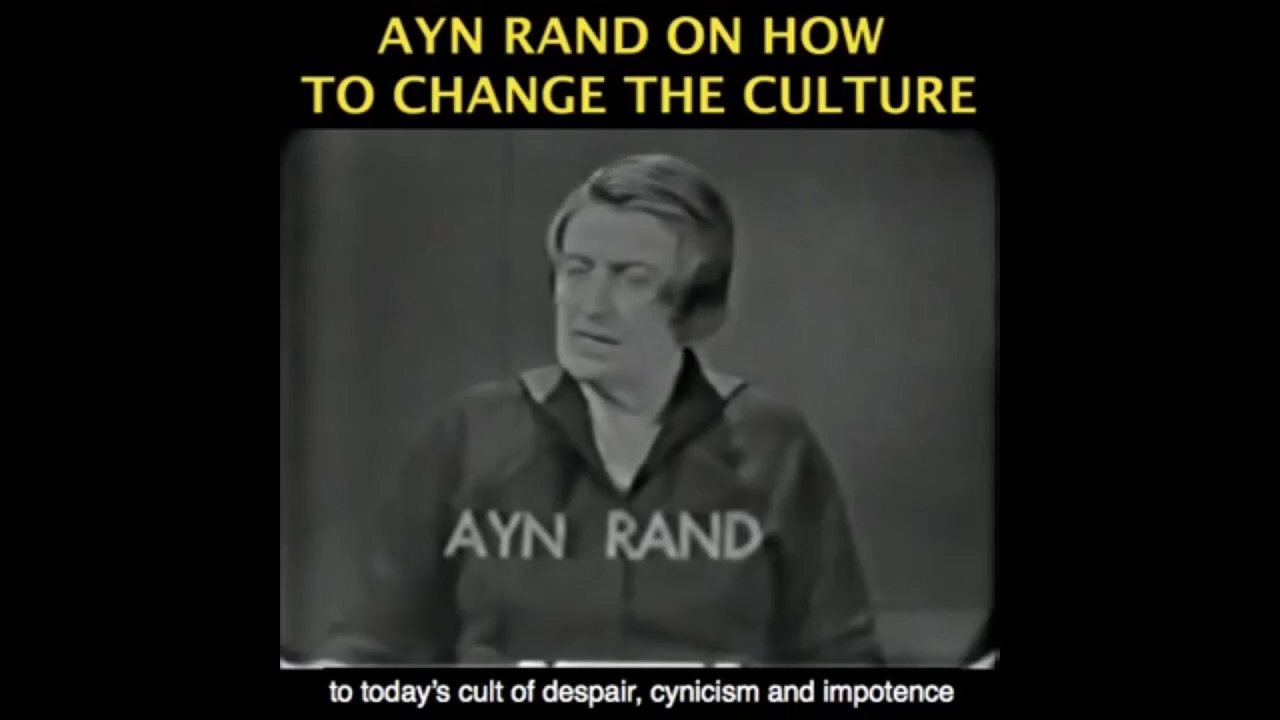 AYN RAND ON HOW
TO CHANGE THE CULTURE
AYN RAND
to today's cult of despair, cynicism and impotence